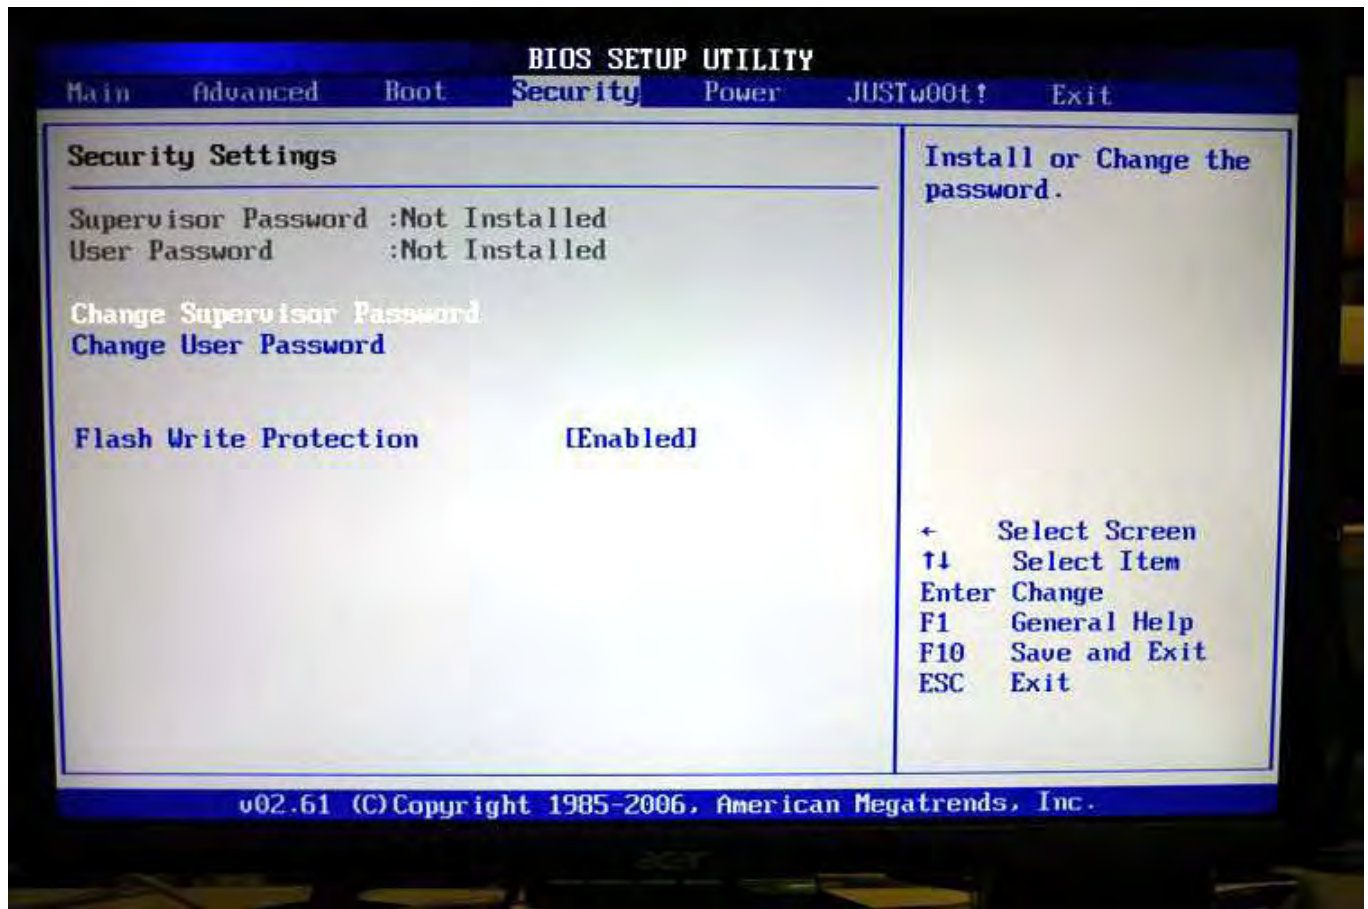 BIOS SETUP UTILITY
Main Advanced Boot Security Power JUSTw00t! Exit
Security Settings
Supervisor Password :Not Installed
User Password :Not Installed
Change Supervisor Password
Change User Password
Flash Write Protection [Enabled]
Install or Change the
password.
← Select Screen
↑↓ Select Item
Enter Change
F1 General Help
F10 Save and Exit
ESC Exit
v02.61 (C)Copyright 1985-2006, American Megatrends, Inc.
acer